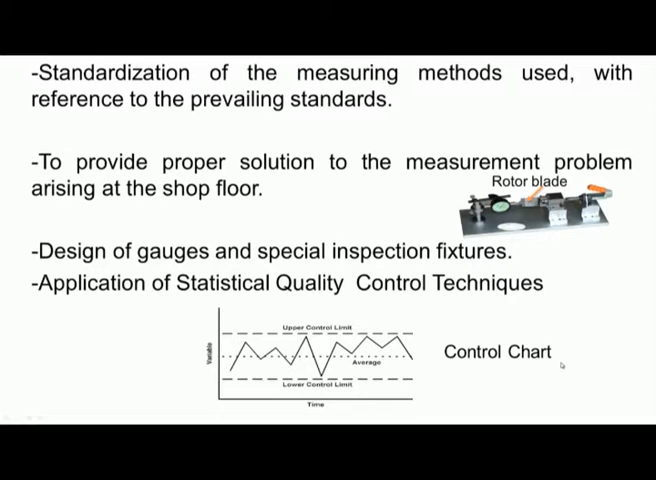 -Standardization of the measuring methods used, with
reference to the prevailing standards.
-To provide proper solution to the measurement problem
arising at the shop floor.
Rotor blade
-Design of gauges and special inspection fixtures.
-Application of Statistical Quality Control Techniques
Upper Control Limit
Variable
Average
Lower Control Limit
Time
Control Chart